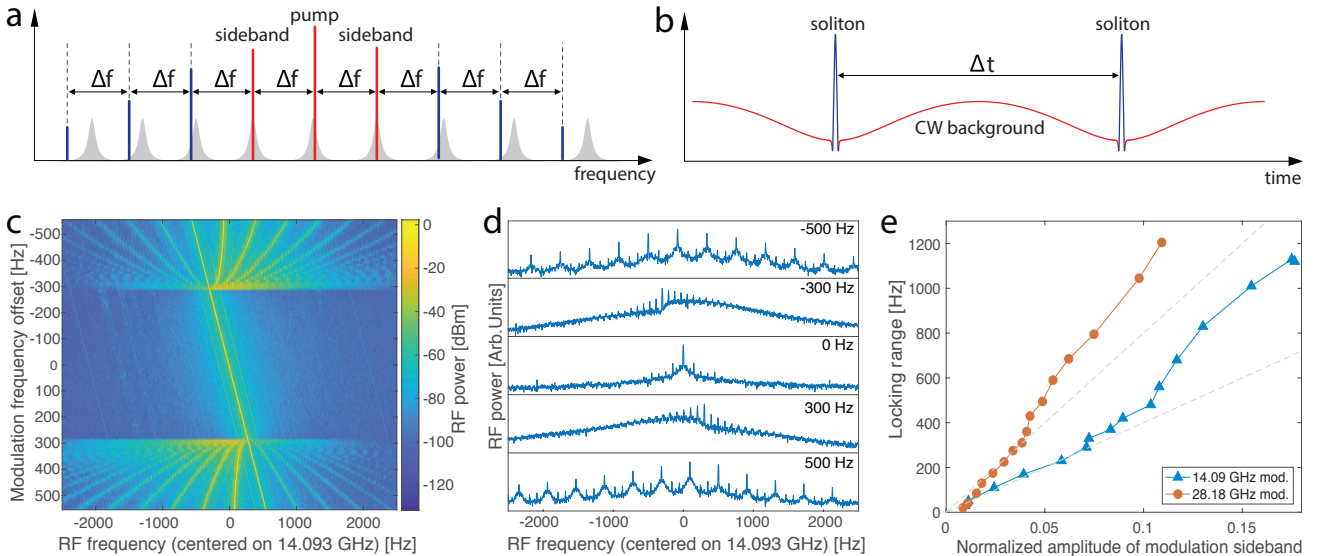 a
pump
sideband
sideband
Δf Δf Δf Δf Δf Δf Δf Δf
frequency
b
soliton
soliton
Δt
CW background
time
c
Modulation frequency offset [Hz]
-500
-400
-300
-200
-100
0
100
200
300
400
500
-2000 -1000 0 1000 2000
RF frequency (centered on 14.093 GHz) [Hz]
0
-20
-40
-60
-80
-100
-120
RF power [dBm]
d
RF power [Arb.Units]
-500 Hz
-300 Hz
0 Hz
300 Hz
500 Hz
-2000 -1000 0 1000 2000
RF frequency (centered on 14.093 GHz) [Hz]
e
Locking range [Hz]
1200
1000
800
600
400
200
0
0 0.05 0.1 0.15
14.09 GHz mod.
28.18 GHz mod.
Normalized amplitude of modulation sideband